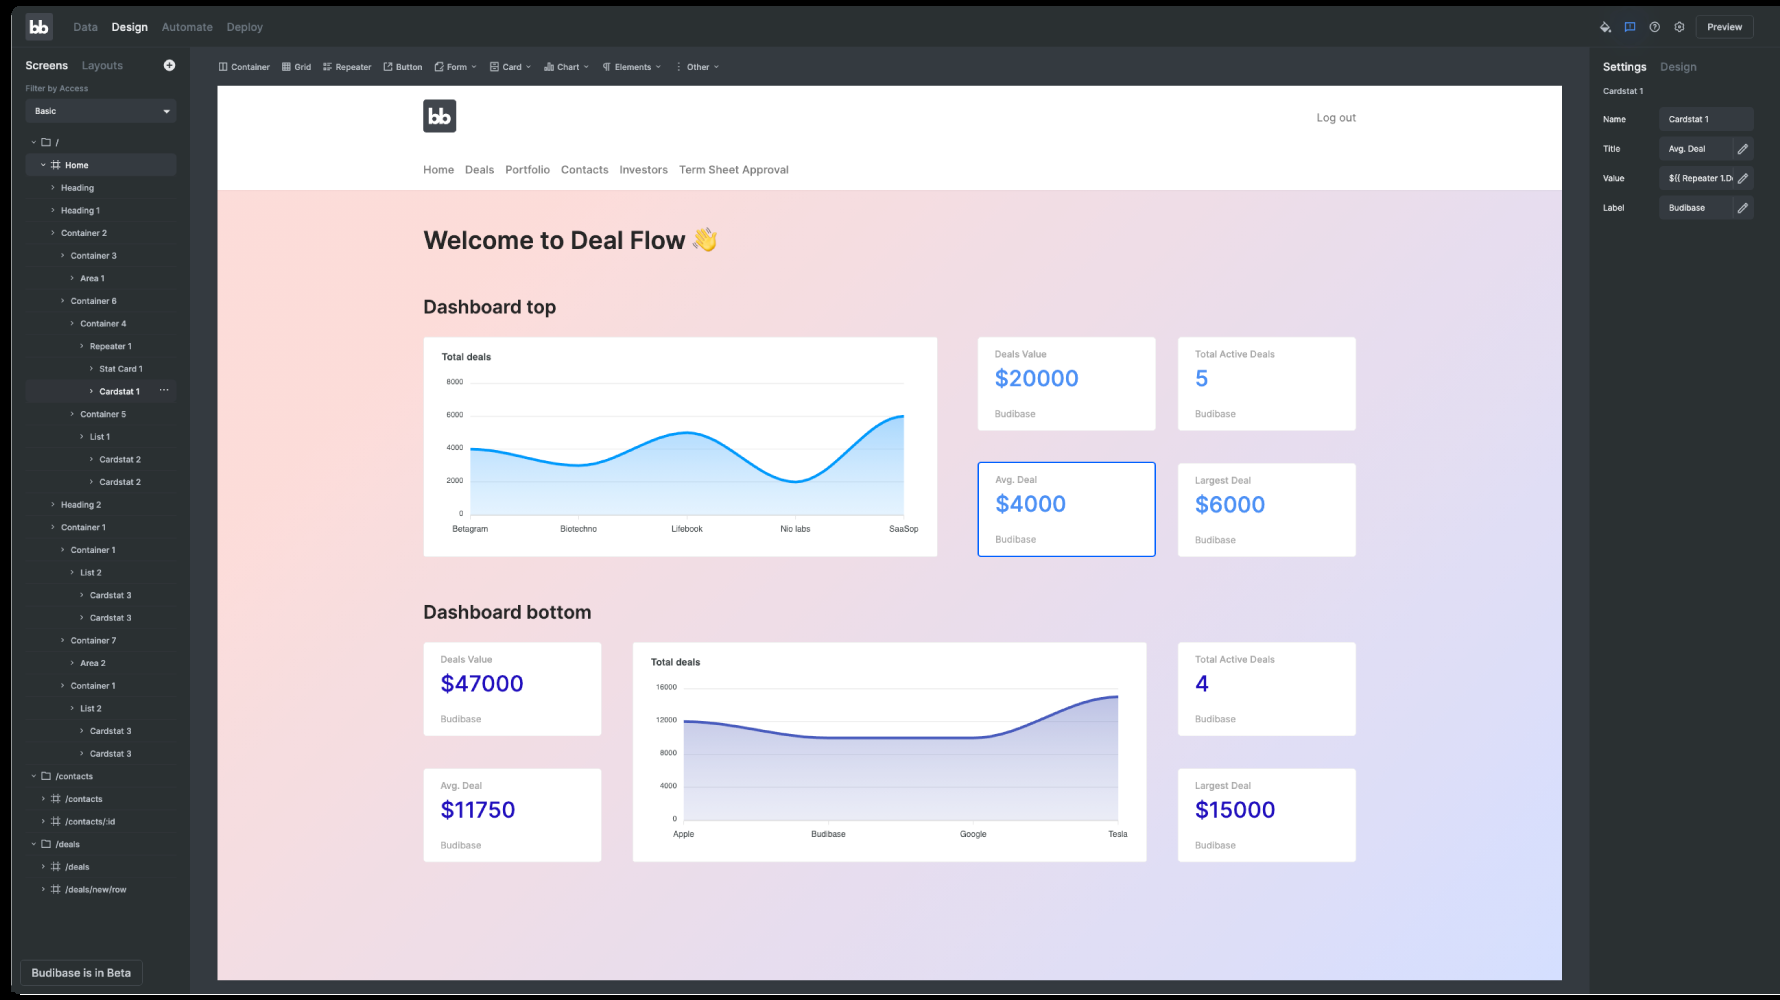 bb
Data Design Automate Deploy
Preview
Screens Layouts
Filter by Access
Basic
/
Home
Heading
Heading 1
Container 2
Container 3
Area 1
Container 6
Container 4
Repeater 1
Stat Card 1
Cardstat 1 ...
Container 5
List 1
Cardstat 2
Cardstat 2
Heading 2
Container 1
Container 1
List 2
Cardstat 3
Cardstat 3
Container 7
Area 2
Container 1
List 2
Cardstat 3
Cardstat 3
/contacts
/contacts
/contacts/:id
/deals
/deals
/deals/new/row
Budibase is in Beta
Container Grid Repeater Button Form Card Chart Elements Other
bb
Log out
Home Deals Portfolio Contacts Investors Term Sheet Approval
Welcome to Deal Flow 👋
Dashboard top
Total deals
8000
6000
4000
2000
0
Betagram Biotechno Lifebook Nio labs SaaSop
Deals Value
$20000
Budibase
Total Active Deals
5
Budibase
Avg. Deal
$4000
Budibase
Largest Deal
$6000
Budibase
Dashboard bottom
Deals Value
$47000
Budibase
Avg. Deal
$11750
Budibase
Total deals
16000
12000
8000
4000
0
Apple Budibase Google Tesla
Total Active Deals
4
Budibase
Largest Deal
$15000
Budibase
Settings Design
Cardstat 1
Name Cardstat 1
Title Avg. Deal
Value ${{ Repeater 1.D
Label Budibase